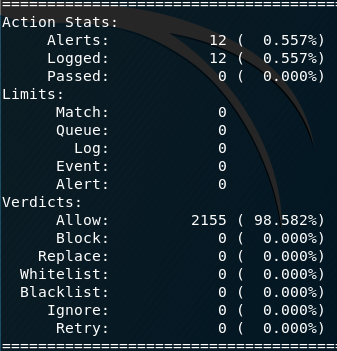 ===============================================
Action Stats:
Alerts: 12 ( 0.557%)
Logged: 12 ( 0.557%)
Passed: 0 ( 0.000%)
Limits:
Match: 0
Queue: 0
Log: 0
Event: 0
Alert: 0
Verdicts:
Allow: 2155 ( 98.582%)
Block: 0 ( 0.000%)
Replace: 0 ( 0.000%)
Whitelist: 0 ( 0.000%)
Blacklist: 0 ( 0.000%)
Ignore: 0 ( 0.000%)
Retry: 0 ( 0.000%)
===============================================